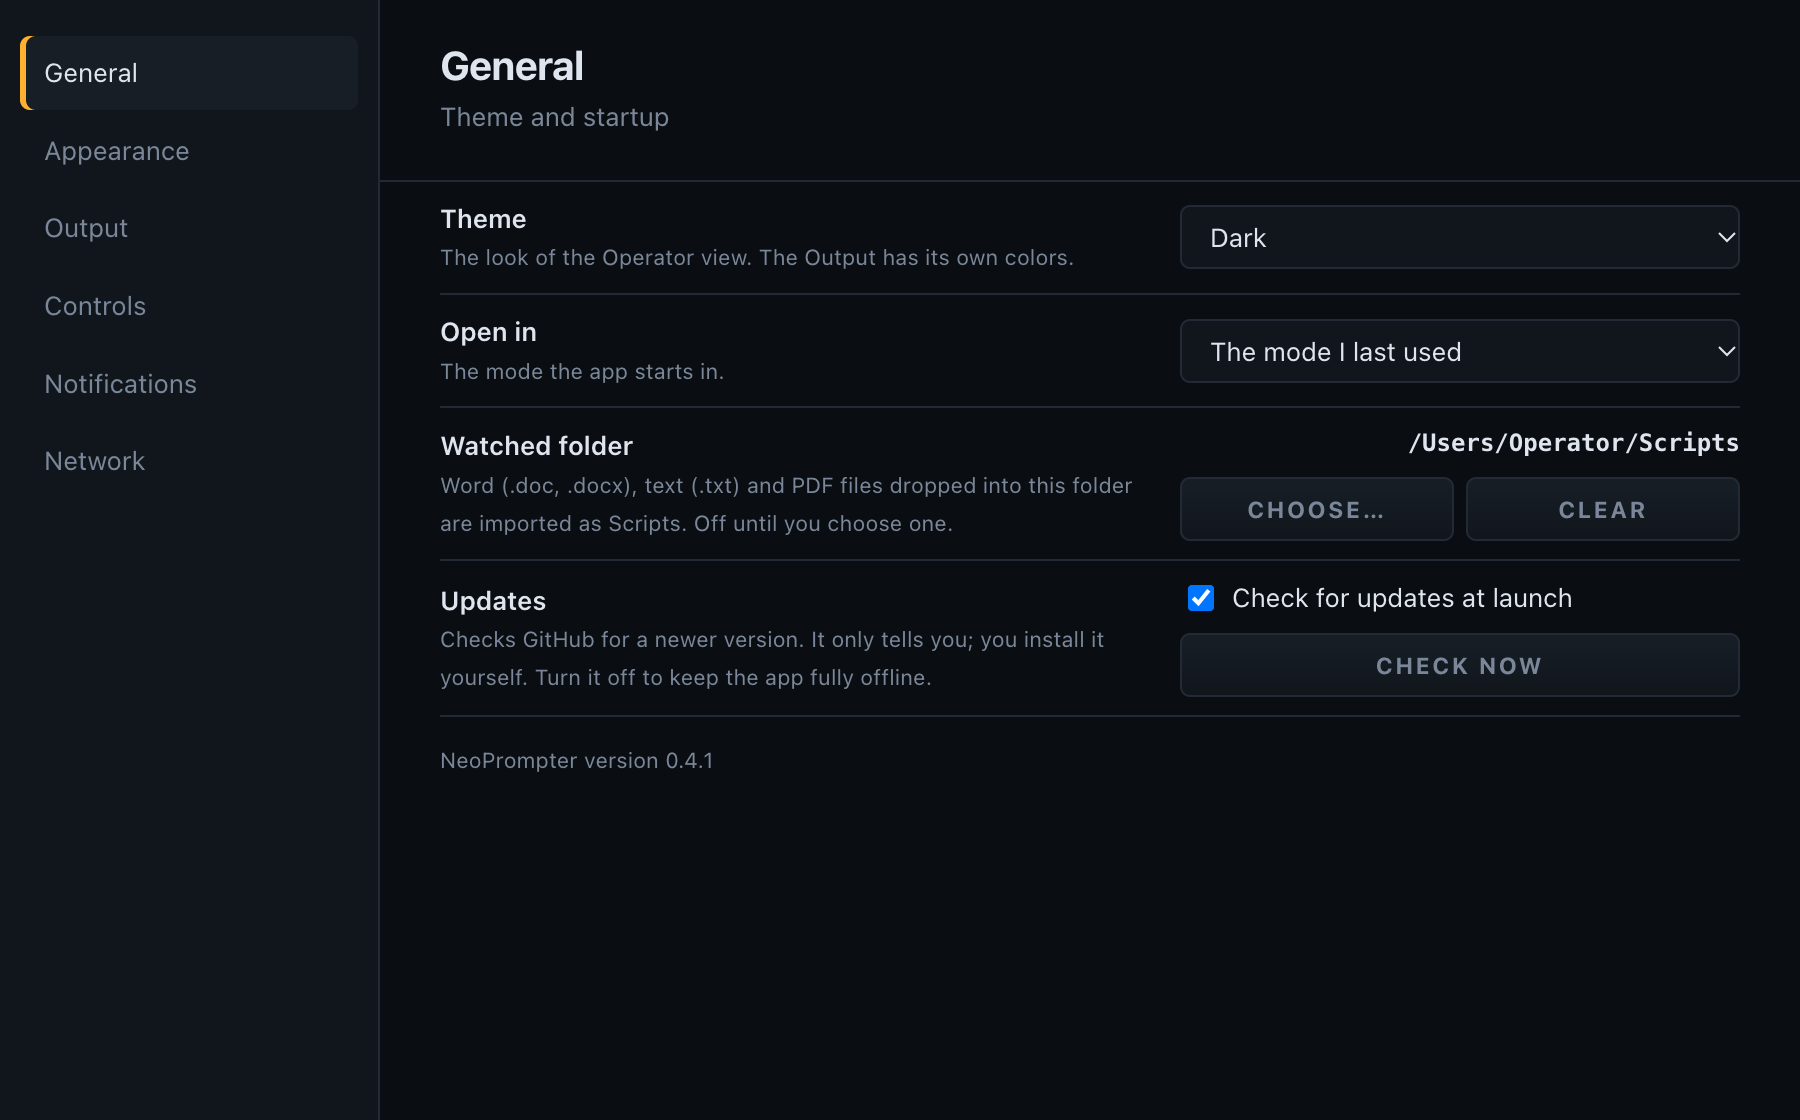 General
Appearance
Output
Controls
Notifications
Network
General
Theme and startup
Theme
The look of the Operator view. The Output has its own colors.
Dark
Open in
The mode the app starts in.
The mode I last used
Watched folder
Word (.doc, .docx), text (.txt) and PDF files dropped into this folder
are imported as Scripts. Off until you choose one.
/Users/Operator/Scripts
CHOOSE…
CLEAR
Updates
Checks GitHub for a newer version. It only tells you; you install it
yourself. Turn it off to keep the app fully offline.
Check for updates at launch
CHECK NOW
NeoPrompter version 0.4.1